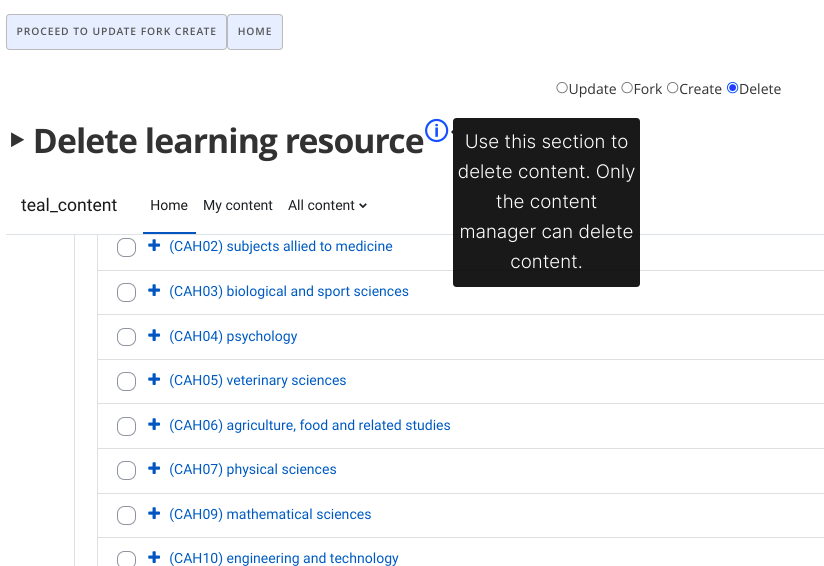 PROCEED TO UPDATE FORK CREATE HOME
Update Fork Create Delete
Delete learning resource
Use this section to
delete content. Only
the content
manager can delete
content.
teal_content Home My content All content
(CAH02) subjects allied to medicine
(CAH03) biological and sport sciences
(CAH04) psychology
(CAH05) veterinary sciences
(CAH06) agriculture, food and related studies
(CAH07) physical sciences
(CAH09) mathematical sciences
(CAH10) engineering and technology